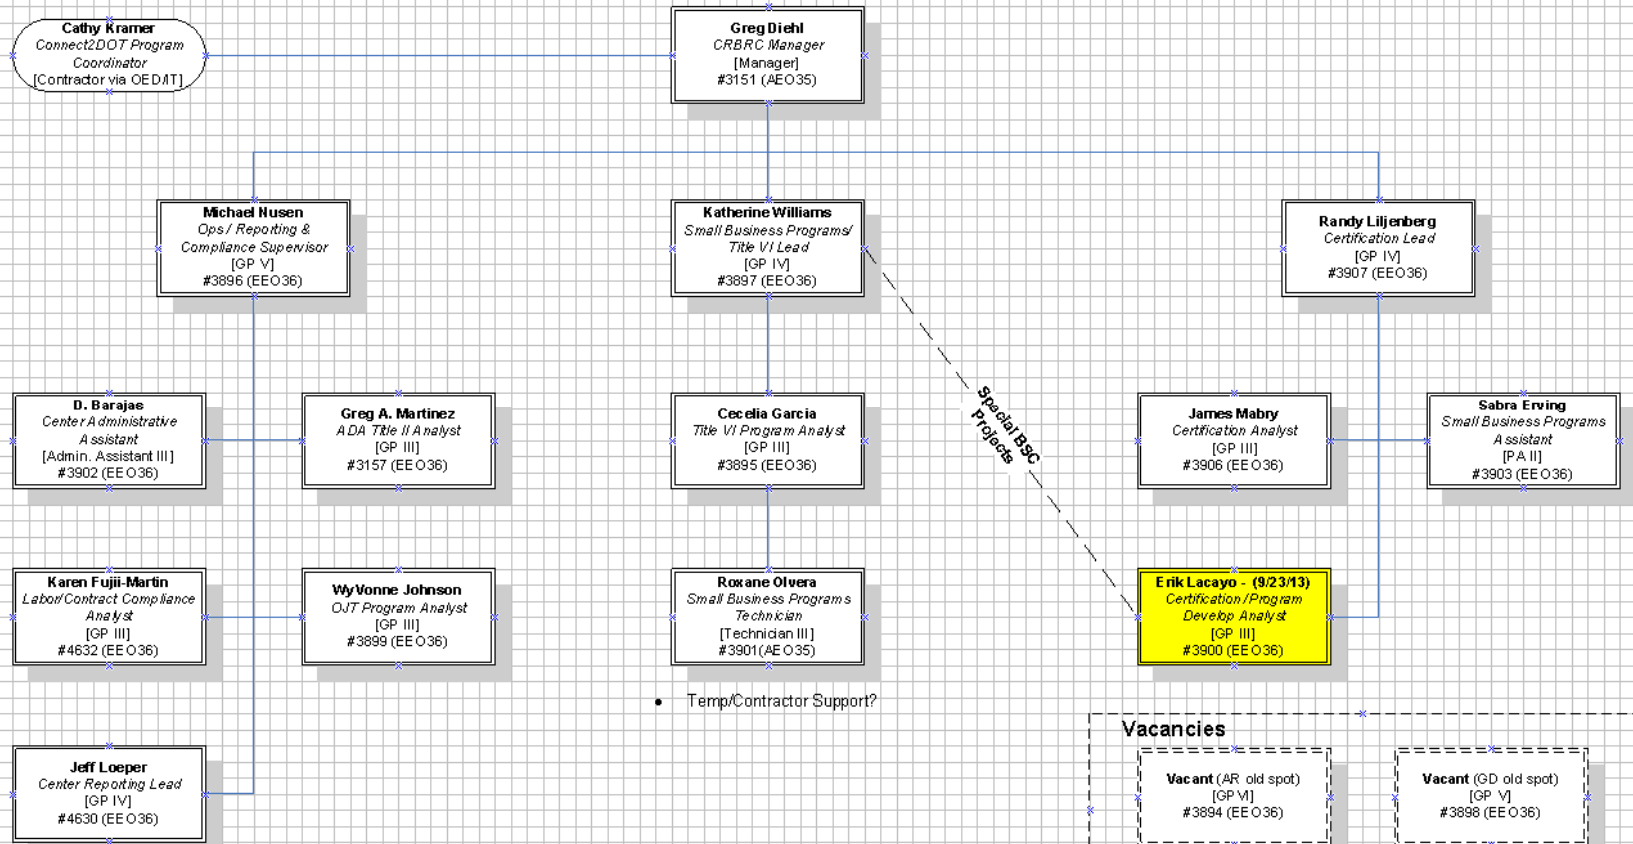 Cathy Kramer
Connect2DOT Program
Coordinator
[Contractor via OED/IT]
Greg Diehl
CRBRC Manager
[Manager]
#3151 (AEO35)
Michael Nusen
Ops / Reporting &
Compliance Supervisor
[GP V]
#3896 (EEO36)
Katherine Williams
Small Business Programs/
Title VI Lead
[GP IV]
#3897 (EEO36)
Randy Liljenberg
Certification Lead
[GP IV]
#3907 (EEO36)
Special BSC
Projects
D. Barajas
Center Administrative
Assistant
[Admin. Assistant III]
#3902 (EEO36)
Greg A. Martinez
ADA Title II Analyst
[GP III]
#3157 (EEO36)
Cecelia Garcia
Title VI Program Analyst
[GP III]
#3895 (EEO36)
James Mabry
Certification Analyst
[GP III]
#3906 (EEO36)
Sabra Erving
Small Business Programs
Assistant
[PA II]
#3903 (EEO36)
Karen Fujii-Martin
Labor/Contract Compliance
Analyst
[GP III]
#4632 (EEO36)
WyVonne Johnson
OJT Program Analyst
[GP III]
#3899 (EEO36)
Roxane Olvera
Small Business Programs
Technician
[Technician III]
#3901(AEO35)
Erik Lacayo - (9/23/13)
Certification/Program
Develop Analyst
[GP III]
#3900 (EEO36)
• Temp/Contractor Support?
Jeff Loeper
Center Reporting Lead
[GP IV]
#4630 (EEO36)
Vacancies
Vacant (AR old spot)
[GP VI]
#3894 (EEO36)
Vacant (GD old spot)
[GP V]
#3898 (EEO36)